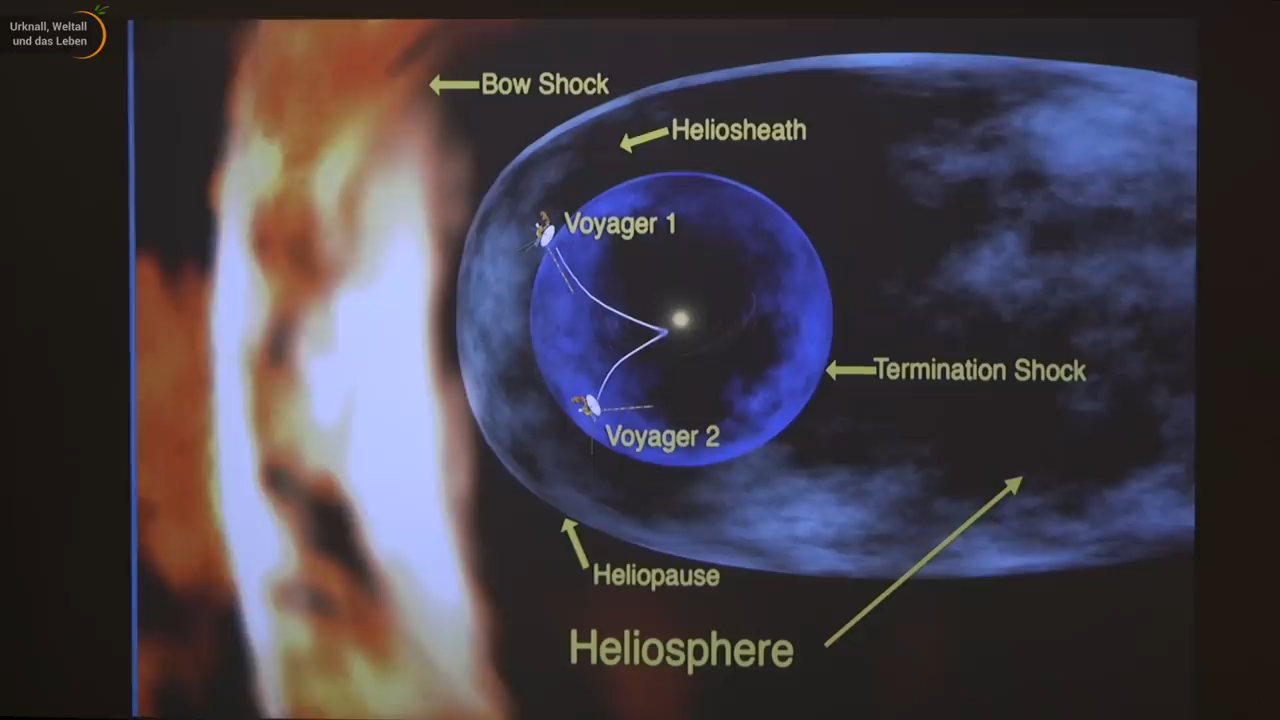 Urknall, Weltall
und das Leben
Bow Shock
Heliosheath
Voyager 1
Termination Shock
Voyager 2
Heliopause
Heliosphere